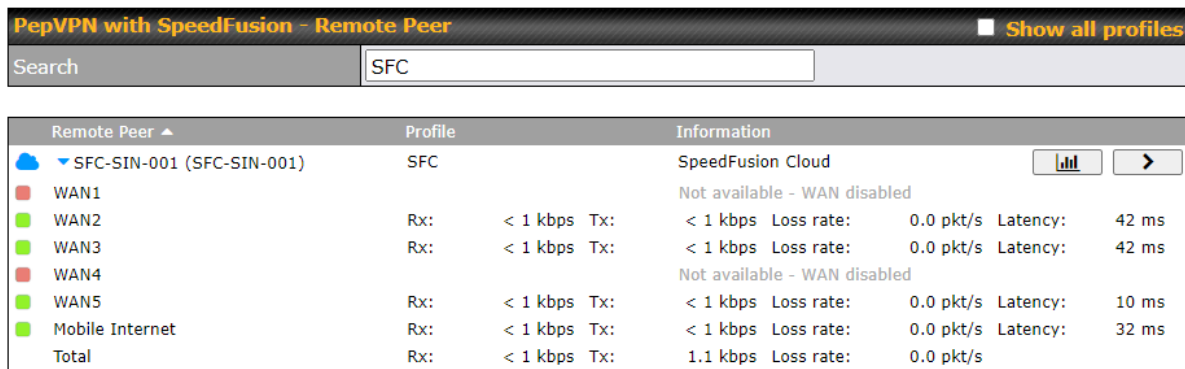 PepVPN with SpeedFusion - Remote Peer Show all profiles
Search SFC
Remote Peer Profile Information
SFC-SIN-001 (SFC-SIN-001) SFC SpeedFusion Cloud
WAN1 Not available - WAN disabled
WAN2 Rx: < 1 kbps Tx: < 1 kbps Loss rate: 0.0 pkt/s Latency: 42 ms
WAN3 Rx: < 1 kbps Tx: < 1 kbps Loss rate: 0.0 pkt/s Latency: 42 ms
WAN4 Not available - WAN disabled
WAN5 Rx: < 1 kbps Tx: < 1 kbps Loss rate: 0.0 pkt/s Latency: 10 ms
Mobile Internet Rx: < 1 kbps Tx: < 1 kbps Loss rate: 0.0 pkt/s Latency: 32 ms
Total Rx: < 1 kbps Tx: 1.1 kbps Loss rate: 0.0 pkt/s